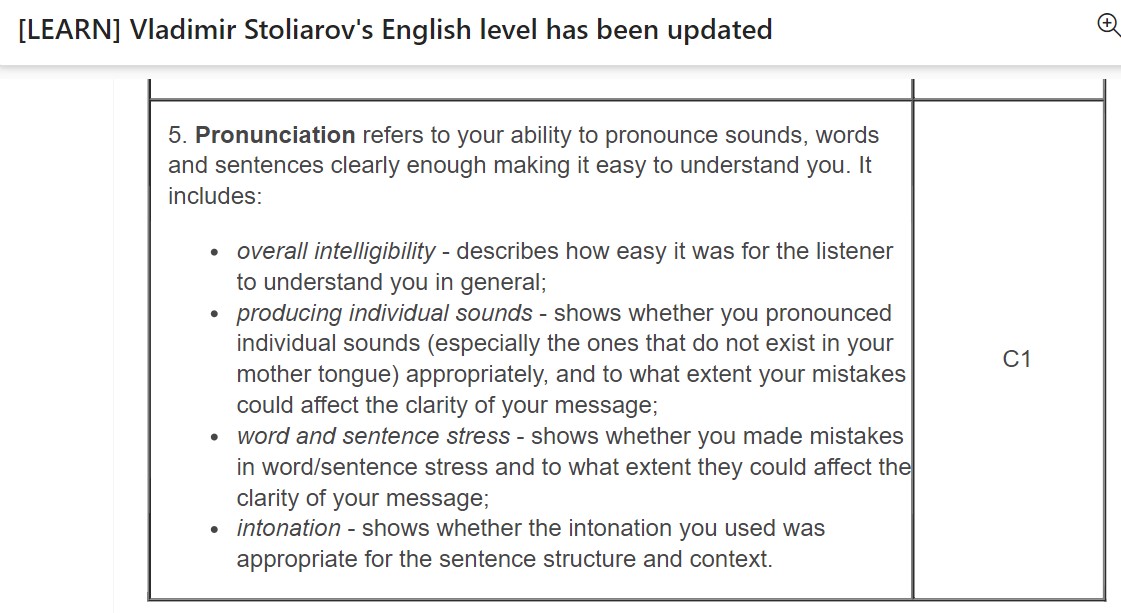 [LEARN] Vladimir Stoliarov's English level has been updated
5. Pronunciation refers to your ability to pronounce sounds, words
and sentences clearly enough making it easy to understand you. It
includes:
• overall intelligibility - describes how easy it was for the listener
to understand you in general;
• producing individual sounds - shows whether you pronounced
individual sounds (especially the ones that do not exist in your
mother tongue) appropriately, and to what extent your mistakes
could affect the clarity of your message;
• word and sentence stress - shows whether you made mistakes
in word/sentence stress and to what extent they could affect the
clarity of your message;
• intonation - shows whether the intonation you used was
appropriate for the sentence structure and context.
C1